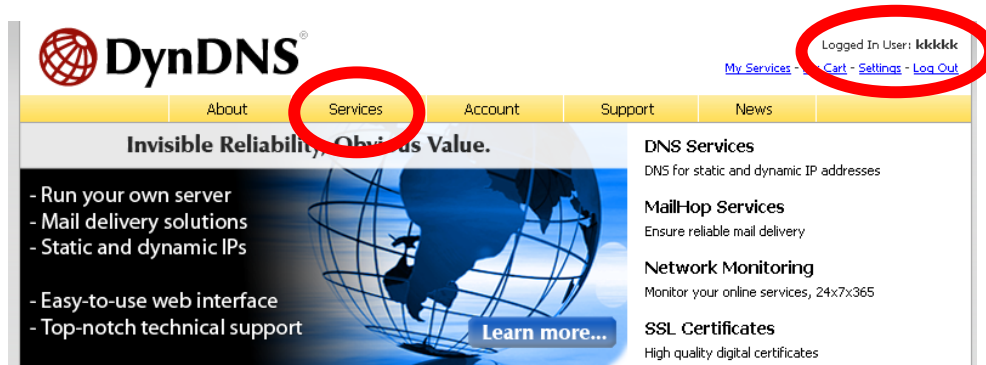 DynDNS®
Logged In User: kkkkk
My Services - Cart - Settings - Log Out
About Services Account Support News
Invisible Reliability, Obvious Value.
- Run your own server
- Mail delivery solutions
- Static and dynamic IPs
- Easy-to-use web interface
- Top-notch technical support
Learn more...
DNS Services
DNS for static and dynamic IP addresses
MailHop Services
Ensure reliable mail delivery
Network Monitoring
Monitor your online services, 24x7x365
SSL Certificates
High quality digital certificates